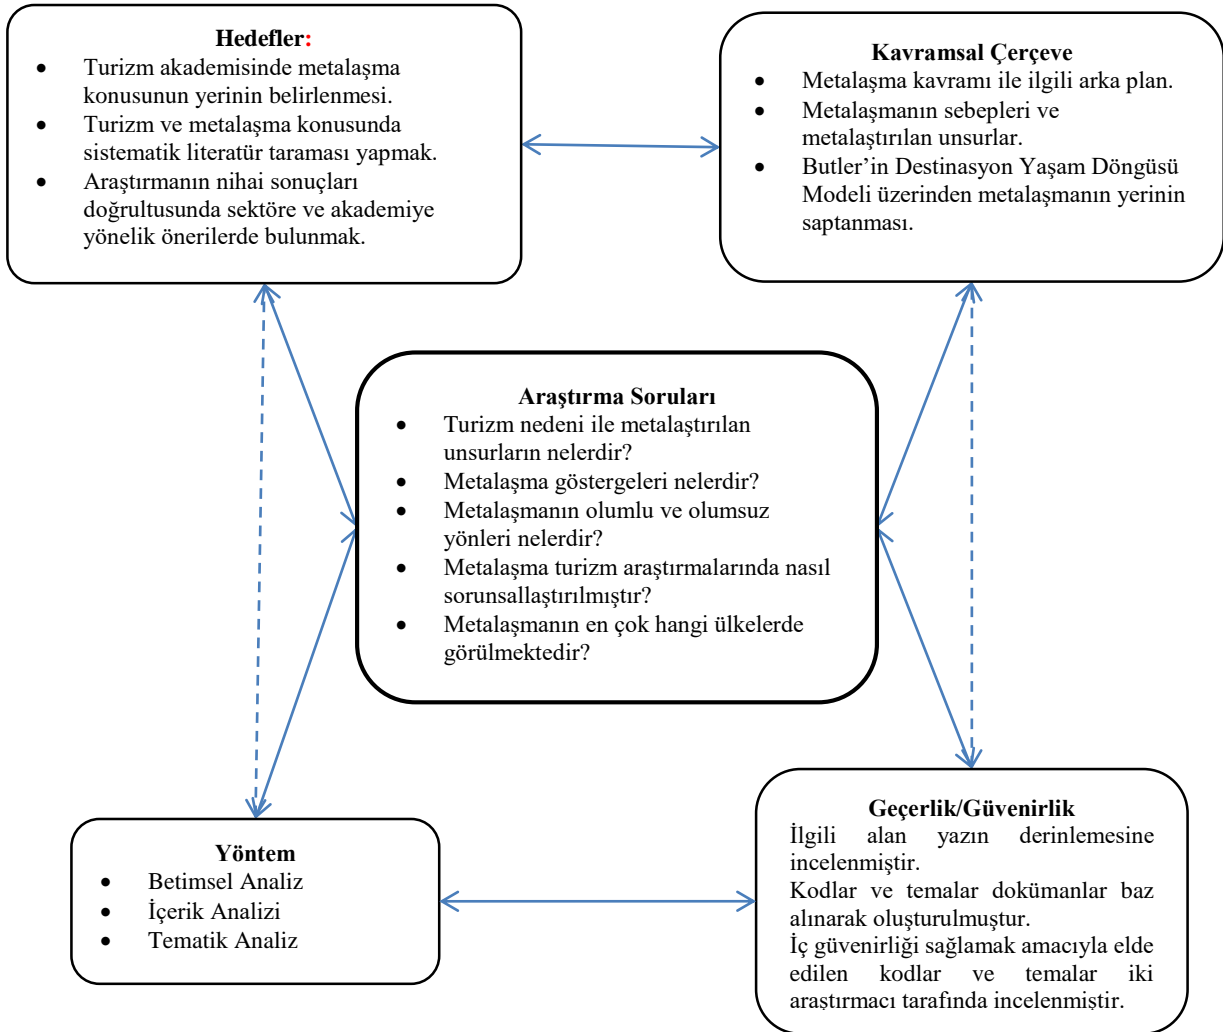 Hedefler:
• Turizm akademisinde metalaşma
konusunun yerinin belirlenmesi.
• Turizm ve metalaşma konusunda
sistematik literatür taraması yapmak.
• Araştırmanın nihai sonuçları
doğrultusunda sektöre ve akademiye
yönelik önerilerde bulunmak.
Kavramsal Çerçeve
• Metalaşma kavramı ile ilgili arka plan.
• Metalaşmanın sebepleri ve
metalaştırılan unsurlar.
• Butler’in Destinasyon Yaşam Döngüsü
Modeli üzerinden metalaşmanın yerinin
saptanması.
Araştırma Soruları
• Turizm nedeni ile metalaştırılan
unsurların nelerdir?
• Metalaşma göstergeleri nelerdir?
• Metalaşmanın olumlu ve olumsuz
yönleri nelerdir?
• Metalaşma turizm araştırmalarında nasıl
sorunsallaştırılmıştır?
• Metalaşmanın en çok hangi ülkelerde
görülmektedir?
Yöntem
• Betimsel Analiz
• İçerik Analizi
• Tematik Analiz
Geçerlik/Güvenirlik
İlgili alan yazın derinlemesine
incelenmiştir.
Kodlar ve temalar dokümanlar baz
alınarak oluşturulmuştur.
İç güvenirliği sağlamak amacıyla elde
edilen kodlar ve temalar iki
araştırmacı tarafında incelenmiştir.